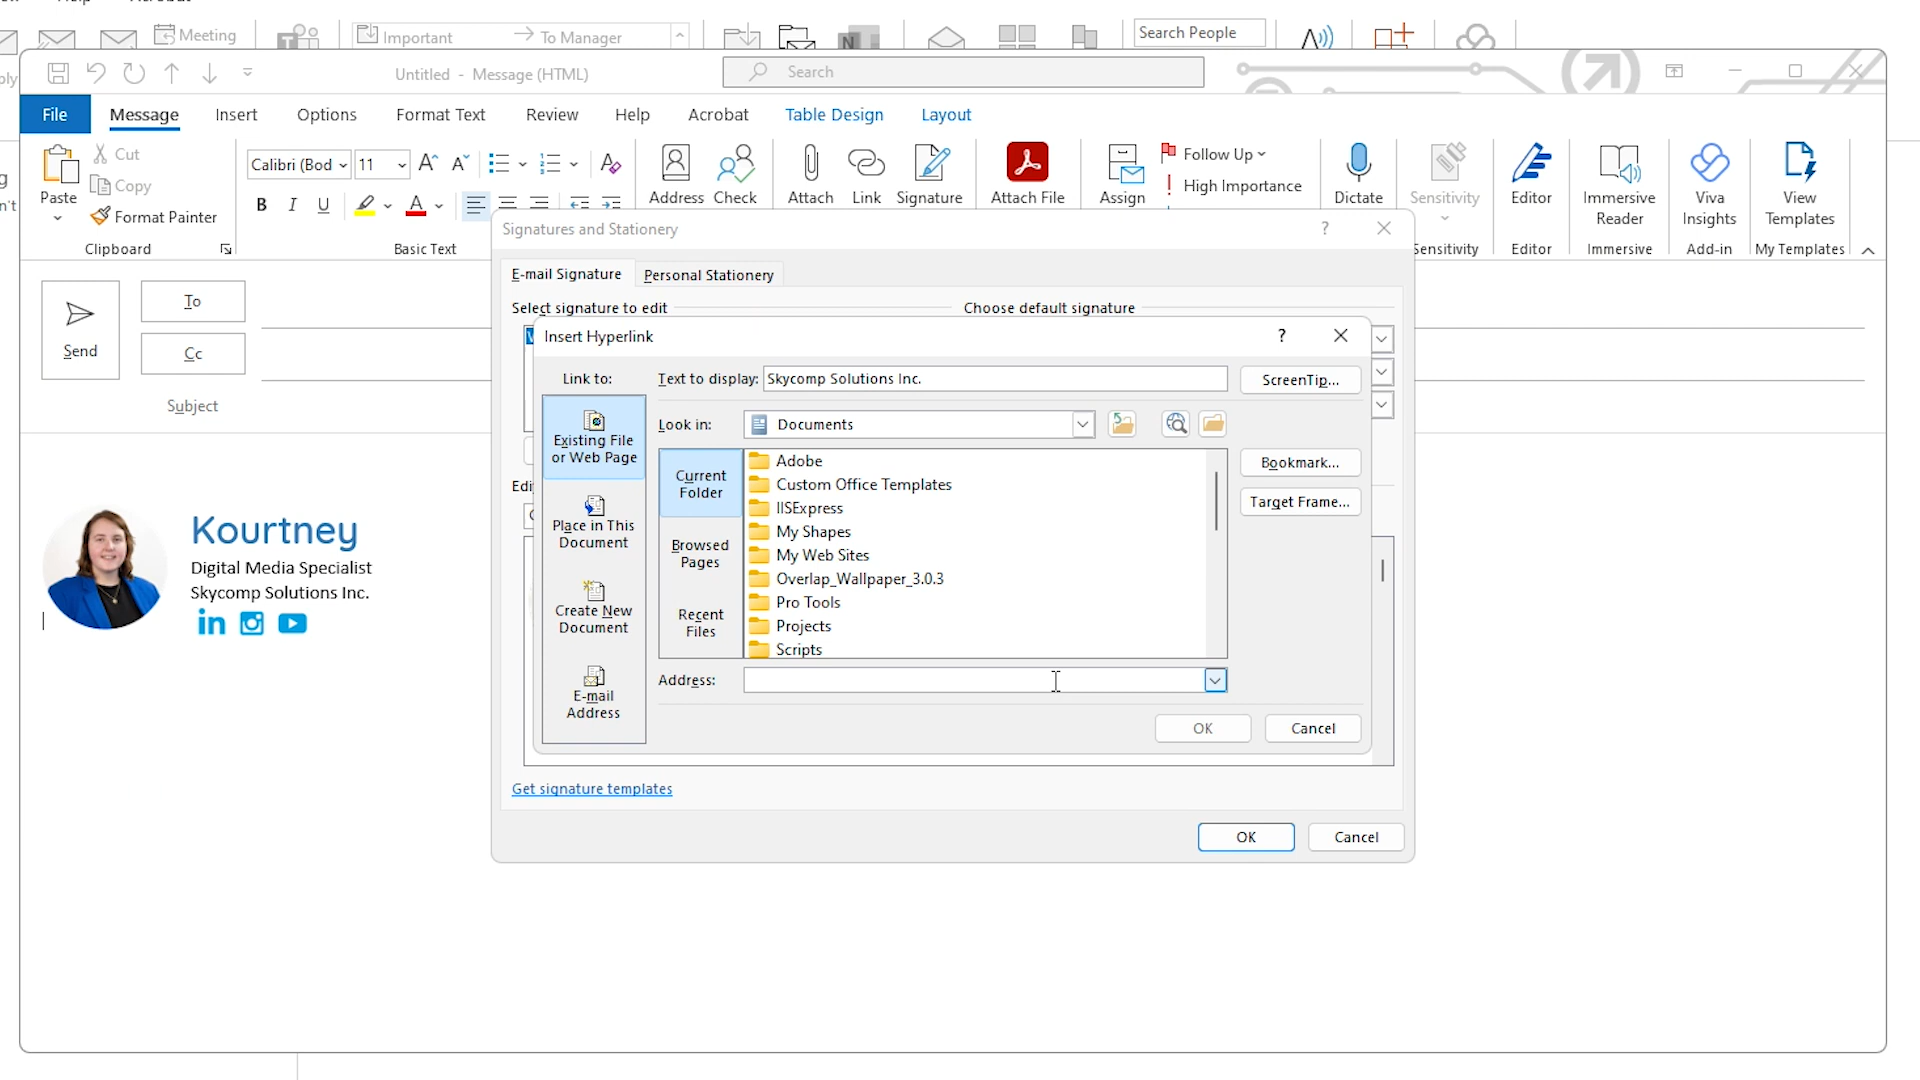 Help
Meeting
Important
To Manager
Search People
Untitled - Message (HTML)
Search
File
Message
Insert
Options
Format Text
Review
Help
Acrobat
Table Design
Layout
Paste
Cut
Copy
Format Painter
Clipboard
Calibri (Bod
11
B
I
U
A
Basic Text
Address
Check
Attach
Link
Signature
Attach File
Assign
Follow Up
High Importance
Dictate
Sensitivity
Sensitivity
Editor
Editor
Immersive
Reader
Immersive
Viva
Insights
Add-in
View
Templates
My Templates
Send
To
Cc
Subject
Kourtney
Digital Media Specialist
Skycomp Solutions Inc.
in
Signatures and Stationery
?
E-mail Signature
Personal Stationery
Select signature to edit
Choose default signature
Edi
Insert Hyperlink
?
Link to:
Text to display:
Skycomp Solutions Inc.
ScreenTip...
Existing File
or Web Page
Place in This
Document
Create New
Document
E-mail
Address
Look in:
Documents
Current
Folder
Browsed
Pages
Recent
Files
Adobe
Custom Office Templates
IISExpress
My Shapes
My Web Sites
Overlap_Wallpaper_3.0.3
Pro Tools
Projects
Scripts
Bookmark...
Target Frame...
Address:
OK
Cancel
Get signature templates
OK
Cancel